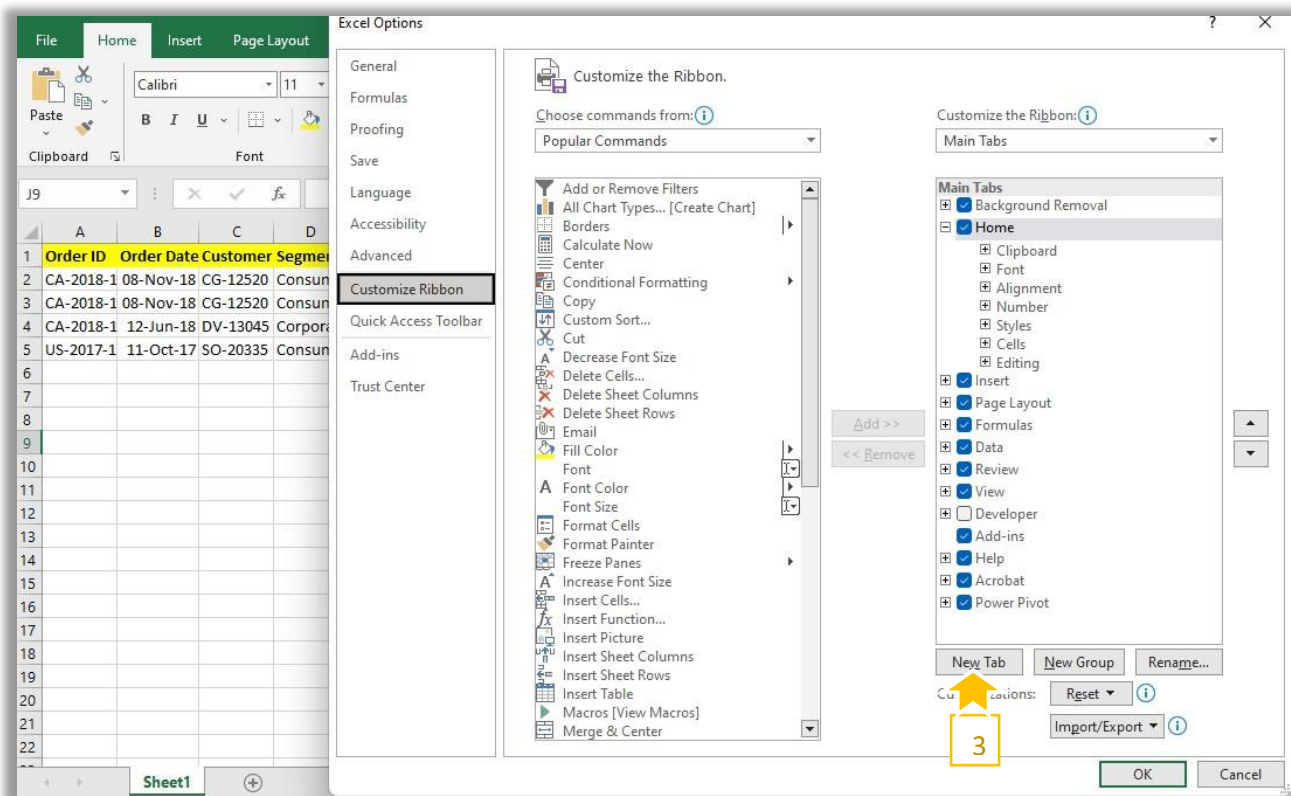 File Home Insert Page Layout
Paste
Calibri 11
B I U
Clipboard Font
J9 fx
A B C D
1 Order ID Order Date Customer Segmer
2 CA-2018-1 08-Nov-18 CG-12520 Consun
3 CA-2018-1 08-Nov-18 CG-12520 Consun
4 CA-2018-1 12-Jun-18 DV-13045 Corpora
5 US-2017-1 11-Oct-17 SO-20335 Consun
6
7
8
9
10
11
12
13
14
15
16
17
18
19
20
21
22
Sheet1
Excel Options
? X
General
Formulas
Proofing
Save
Language
Accessibility
Advanced
Customize Ribbon
Quick Access Toolbar
Add-ins
Trust Center
Customize the Ribbon.
Choose commands from:
Popular Commands
Add or Remove Filters
All Chart Types... [Create Chart]
Borders
Calculate Now
Center
Conditional Formatting
Copy
Custom Sort...
Cut
Decrease Font Size
Delete Cells...
Delete Sheet Columns
Delete Sheet Rows
Email
Fill Color
Font
Font Color
Font Size
Format Cells
Format Painter
Freeze Panes
Increase Font Size
Insert Cells...
Insert Function...
Insert Picture
Insert Sheet Columns
Insert Sheet Rows
Insert Table
Macros [View Macros]
Merge & Center
Add >>
<< Remove
Customize the Ribbon:
Main Tabs
Main Tabs
Background Removal
Home
Clipboard
Font
Alignment
Number
Styles
Cells
Editing
Insert
Page Layout
Formulas
Data
Review
View
Developer
Add-ins
Help
Acrobat
Power Pivot
New Tab New Group Rename...
Reset
Import/Export
3
OK Cancel